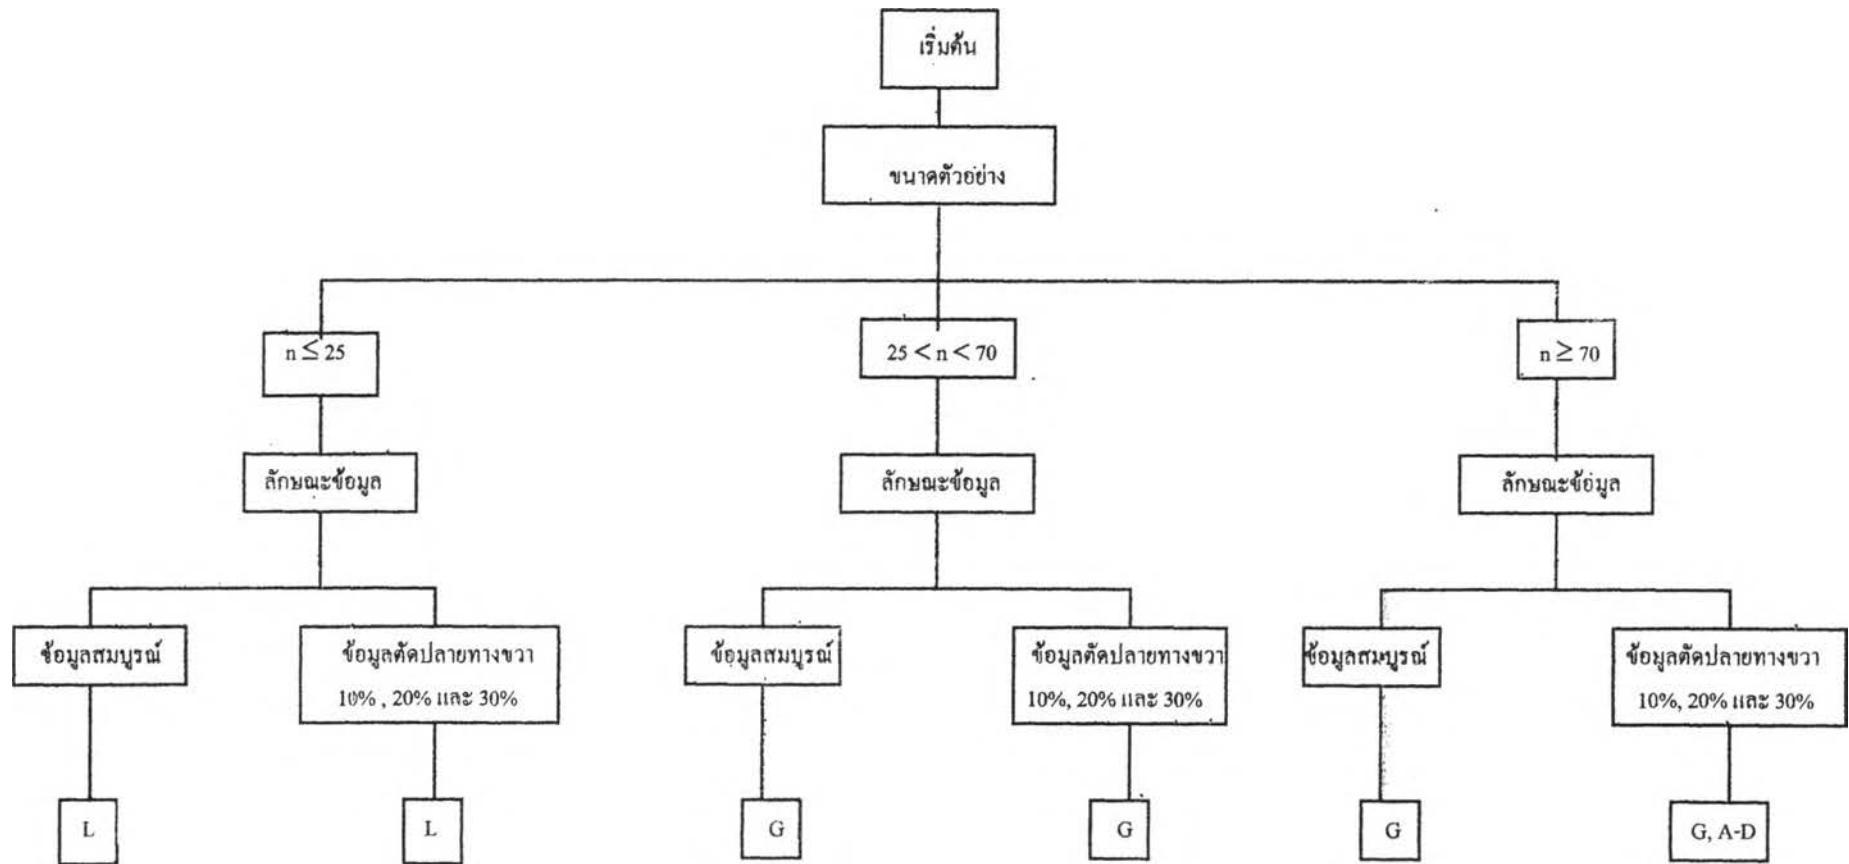 เริ่มต้น
ขนาดตัวอย่าง
n ≤ 25
25 < n < 70
n ≥ 70
ลักษณะข้อมูล
ลักษณะข้อมูล
ลักษณะข้อมูล
ข้อมูลสมบูรณ์
ข้อมูลตัดปลายทางขวา
10% , 20% และ 30%
ข้อมูลสมบูรณ์
ข้อมูลตัดปลายทางขวา
10%, 20% และ 30%
ข้อมูลสมบูรณ์
ข้อมูลตัดปลายทางขวา
10%, 20% และ 30%
L
L
G
G
G
G, A-D